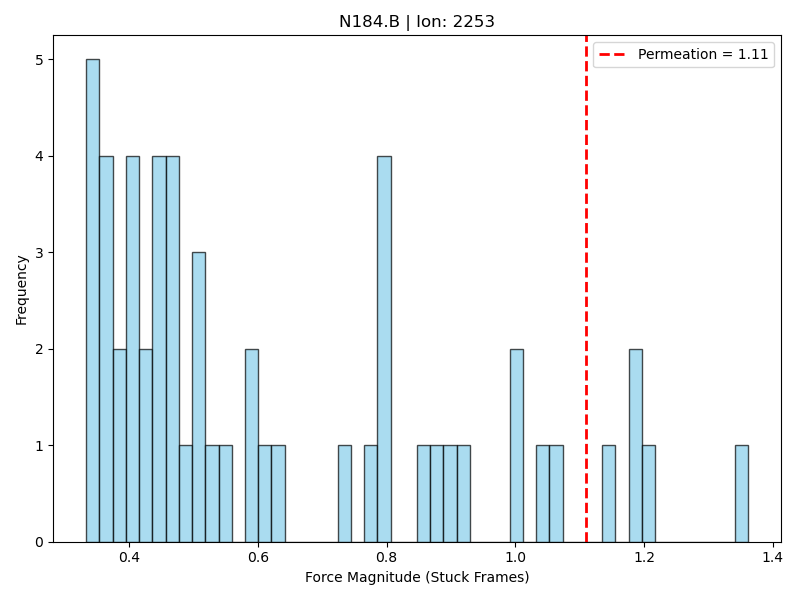 N184.B | Ion: 2253
Permeation = 1.11
Frequency
5
4
3
2
1
0
0.4 0.6 0.8 1.0 1.2 1.4
Force Magnitude (Stuck Frames)